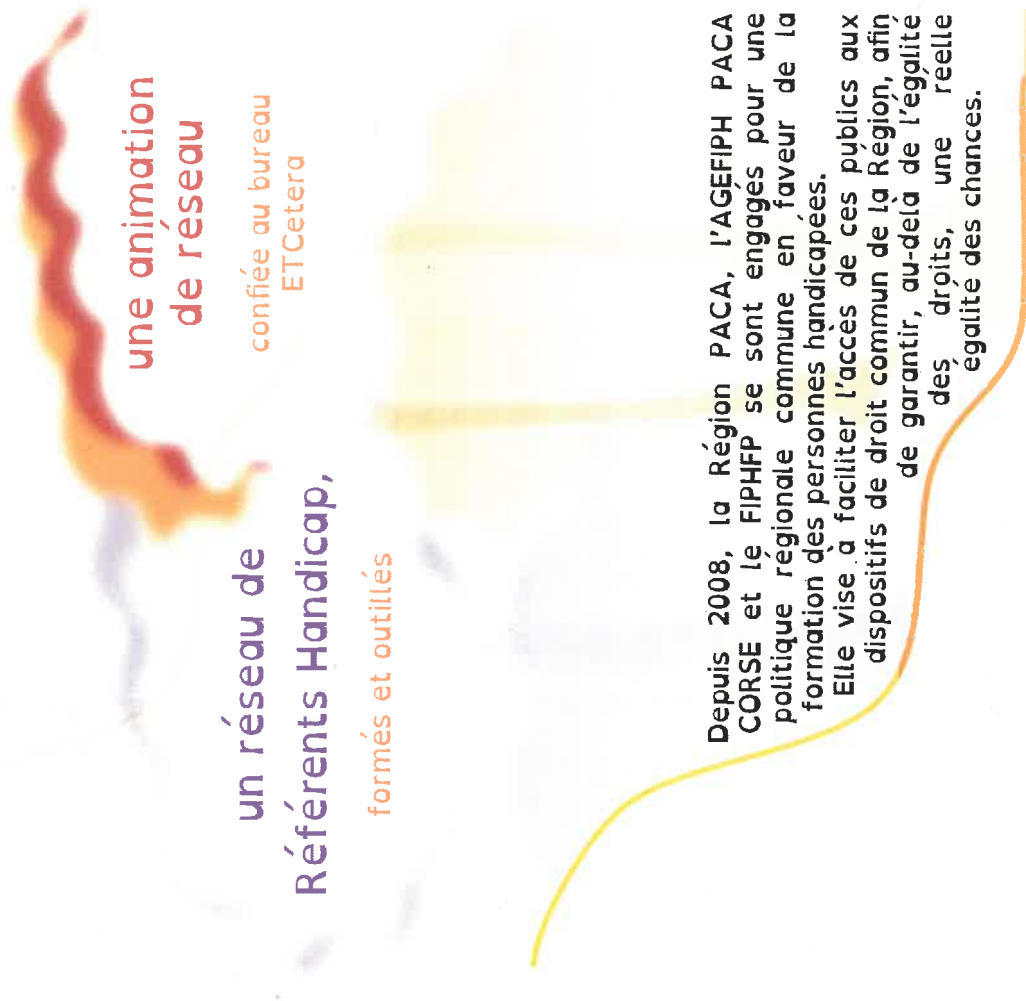 un réseau de
Référents Handicap,
formés et outillés
une animation
de réseau
confiée au bureau
ETCetera
Depuis 2008, la Région PACA, l'AGEFIPH PACA
CORSE et le FIPHFP se sont engagés pour une
politique régionale commune en faveur de la
formation des personnes handicapées.
Elle vise à faciliter l'accès de ces publics aux
dispositifs de droit commun de la Région, afin
de garantir, au-delà de l'égalité
des droits, une réelle
égalité des chances.